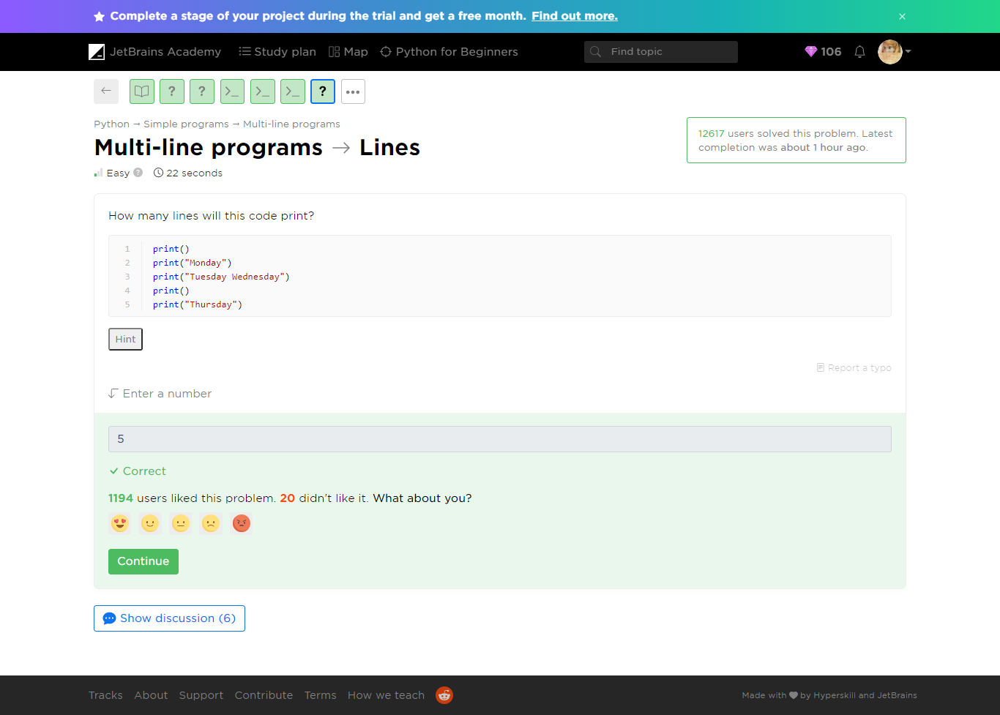 Complete a stage of your project during the trial and get a free month. Find out more. ×
JetBrains Academy Study plan Map Python for Beginners Find topic 106
← ? ? >_ >_ >_ ? •••
Python → Simple programs → Multi-line programs
Multi-line programs → Lines
Easy ? 22 seconds
12617 users solved this problem. Latest
completion was about 1 hour ago.
How many lines will this code print?
1 print()
2 print("Monday")
3 print("Tuesday Wednesday")
4 print()
5 print("Thursday")
Hint
Report a typo
Enter a number
5
Correct
1194 users liked this problem. 20 didn't like it. What about you?
Continue
Show discussion (6)
Tracks About Support Contribute Terms How we teach Made with ♥ by Hyperskill and JetBrains